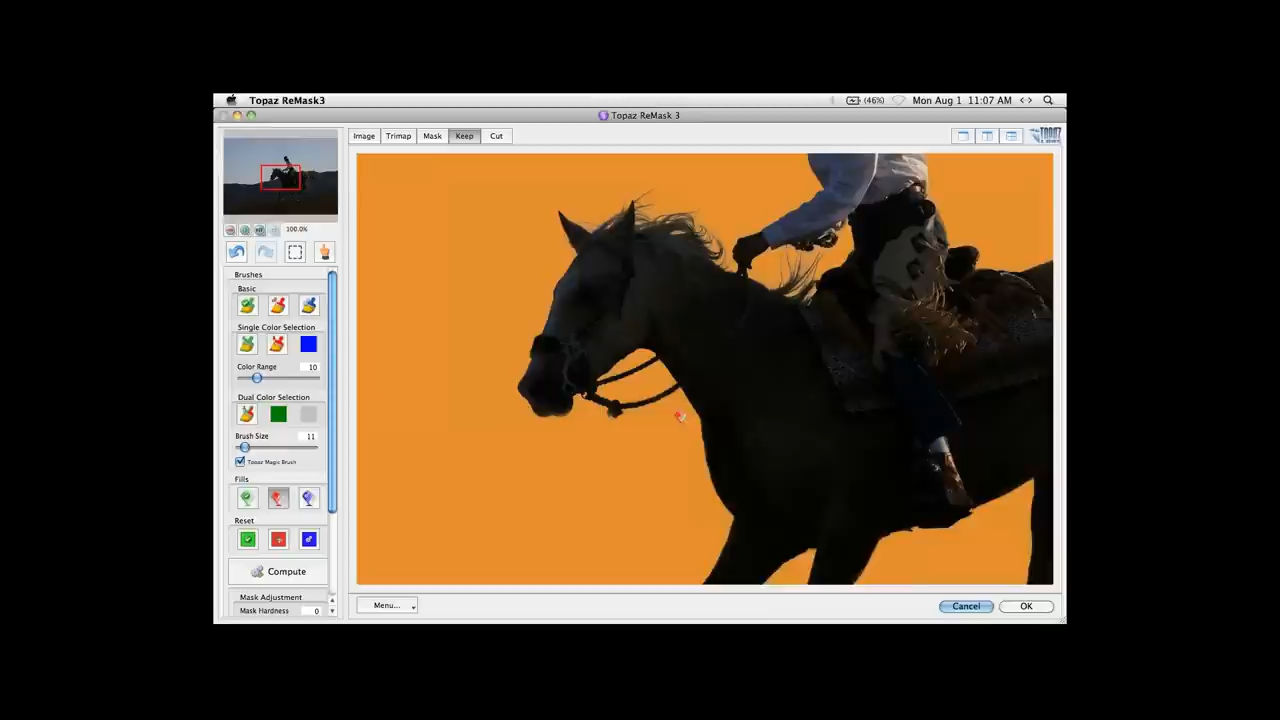 Topaz ReMask3
(46%)
Mon Aug 1 11:07 AM
Topaz ReMask 3
Image
Trimap
Mask
Keep
Cut
TOPAZ
100.0%
Brushes
Basic
Single Color Selection
Color Range
10
Dual Color Selection
Brush Size
11
Topaz Magic Brush
Fills
Reset
Compute
Mask Adjustment
Mask Hardness
0
Menu...
Cancel
OK